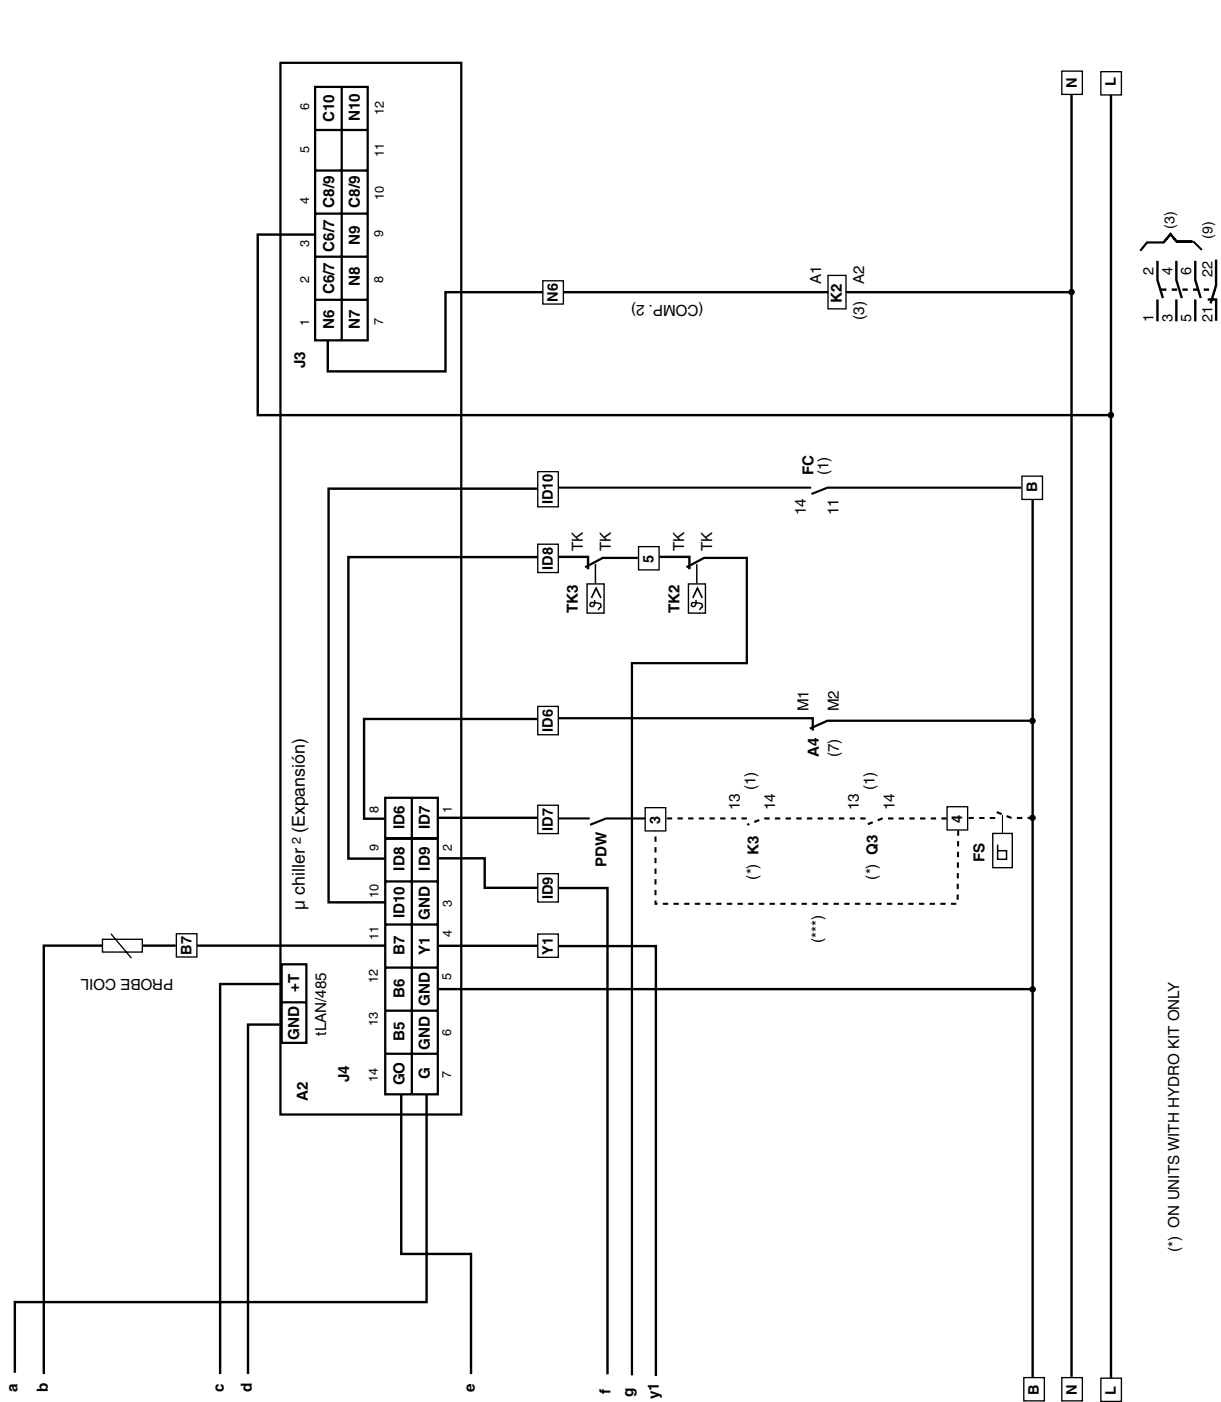 a
b
c
d
e
f
g
y1
PROBE COIL
B7
µ chiller ² (Expansión)
A2
tLAN/485
GND +T
J4
14 13 12 11 10 9 8
GO B5 B6 B7 ID10 ID8 ID6
G GND GND Y1 GND ID9 ID7
7 6 5 4 3 2 1
J3
1 2 3 4 5 6
N6 C6/7 C6/7 C8/9 C10
N7 N8 N9 C8/9 N10
7 8 9 10 11 12
Y1 ID9 ID7 ID6 ID8 ID10 N6
(COMP. 2)
PDW
TK3
TK
TK
5
TK2
TK
TK
3
(***)
(*) K3
13 (1)
14
(*) Q3
13 (1)
14
4
FS
A4
(7)
M1
M2
FC
(1)
14
11
K2
A1
A2
(3)
B
B
N
N
L
L
1 2
3 4
5 6
21 22
(3)
(9)
(*) ON UNITS WITH HYDRO KIT ONLY